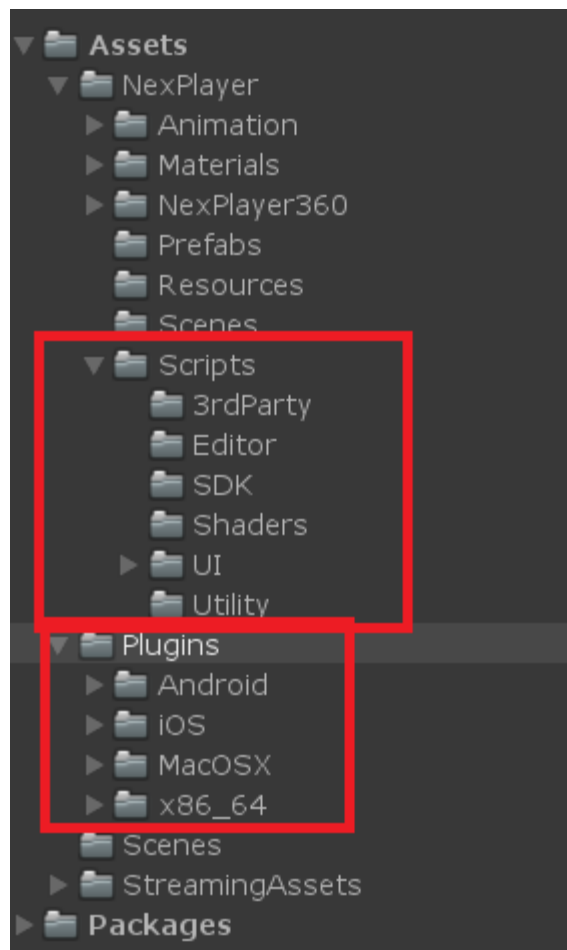 Assets
NexPlayer
Animation
Materials
NexPlayer360
Prefabs
Resources
Scenes
Scripts
3rdParty
Editor
SDK
Shaders
UI
Utility
Plugins
Android
iOS
MacOSX
x86_64
Scenes
StreamingAssets
Packages